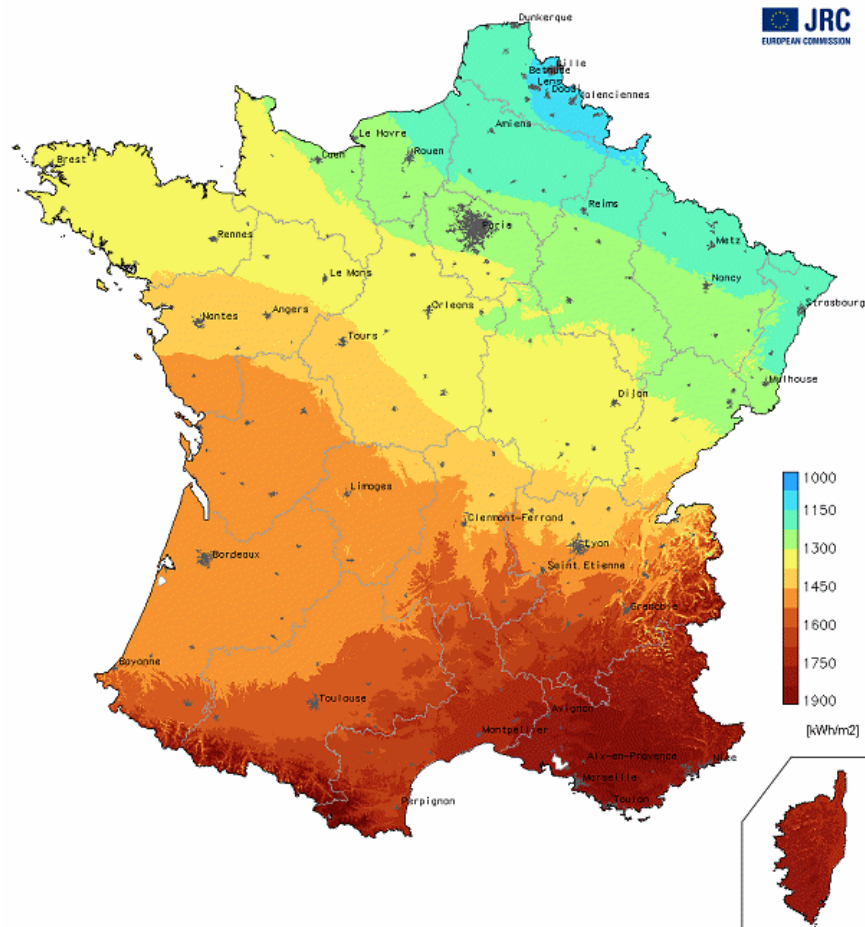 JRC
EUROPEAN COMMISSION
Dunkerque
Lille
Bethune
Lens
Douai
Valenciennes
Amiens
Le Havre
Rouen
Caen
Brest
Reims
Paris
Metz
Rennes
Nancy
Le Mans
Strasbourg
Orleans
Angers
Nantes
Tours
Mulhouse
Dijon
Limoges
Clermont-Ferrand
Lyon
Bordeaux
Saint Etienne
Grenoble
Bayonne
Toulouse
Avignon
Montpellier
Aix-en-Provence
Nice
Marseille
Perpignan
Toulon
1000
1150
1300
1450
1600
1750
1900
[kWh/m2]